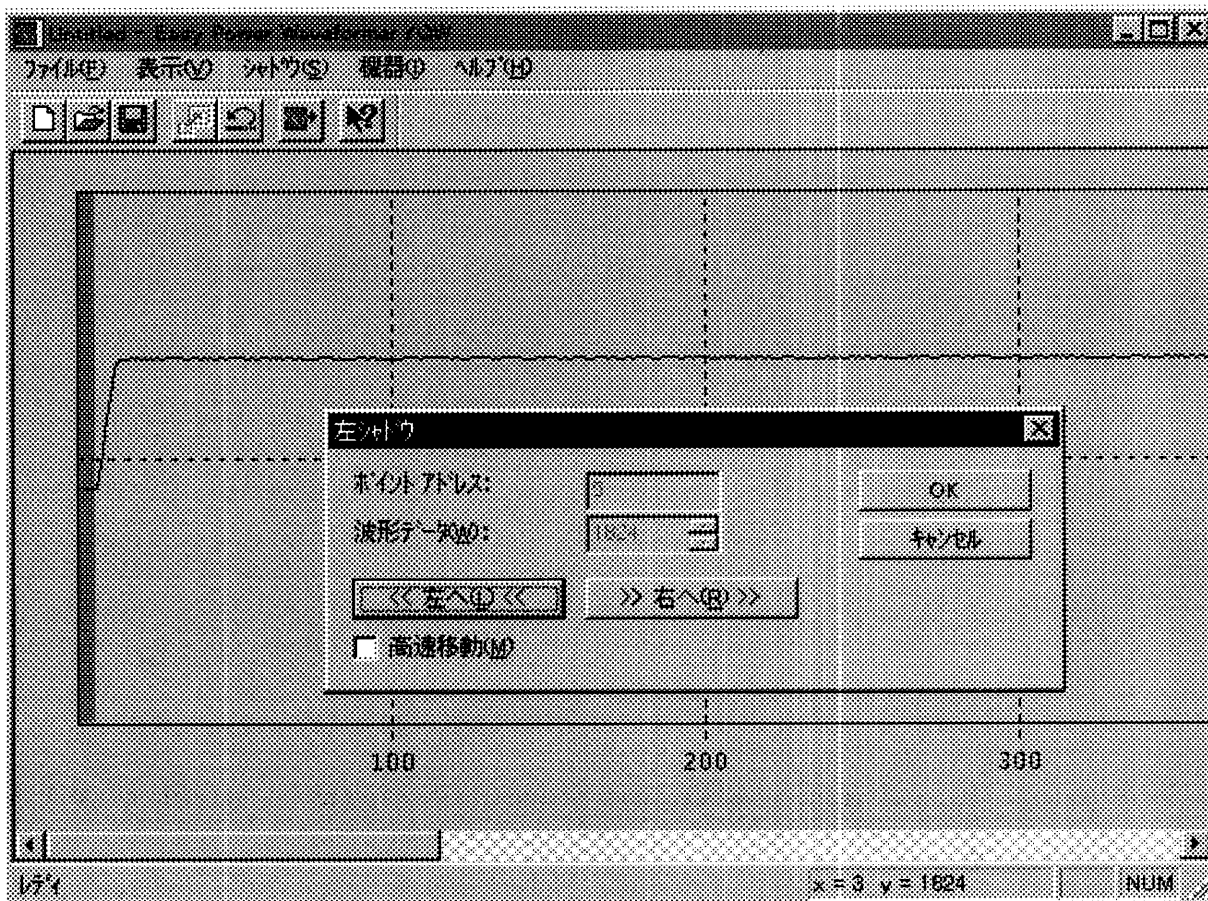 Untitled - Easy Power Waveformer
ファイル(F) 表示(V) シャドウ(S) 機器(I) ヘルプ(H)
左シャドウ
ポイント アドレス:
OK
波形データ(W):
キャンセル
<< 左へ(L) << >> 右へ(R) >>
高速移動(M)
100 200 300
レディ x = 3 y = 1824 NUM